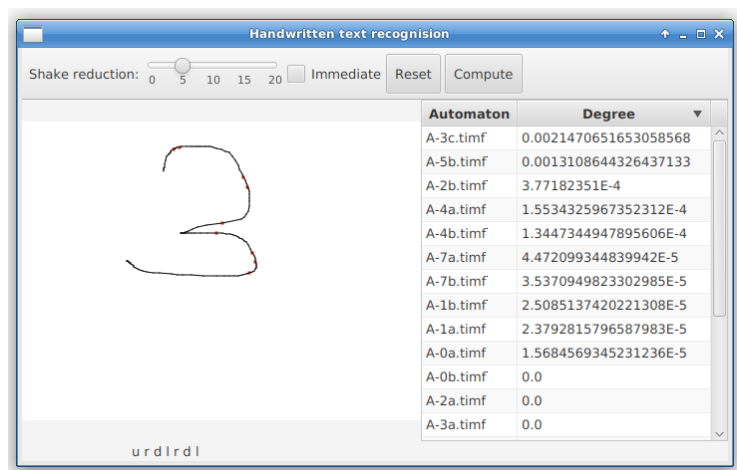 Handwritten text recognision
Shake reduction: 0 5 10 15 20 Immediate Reset Compute
Automaton Degree
A-3c.timf 0.0021470651653058568
A-5b.timf 0.0013108644326437133
A-2b.timf 3.77182351E-4
A-4a.timf 1.5534325967352312E-4
A-4b.timf 1.3447344947895606E-4
A-7a.timf 4.472099344839942E-5
A-7b.timf 3.5370949823302985E-5
A-1b.timf 2.5085137420221308E-5
A-1a.timf 2.3792815796587983E-5
A-0a.timf 1.5684569345231236E-5
A-0b.timf 0.0
A-2a.timf 0.0
A-3a.timf 0.0
3
u r d l r d l